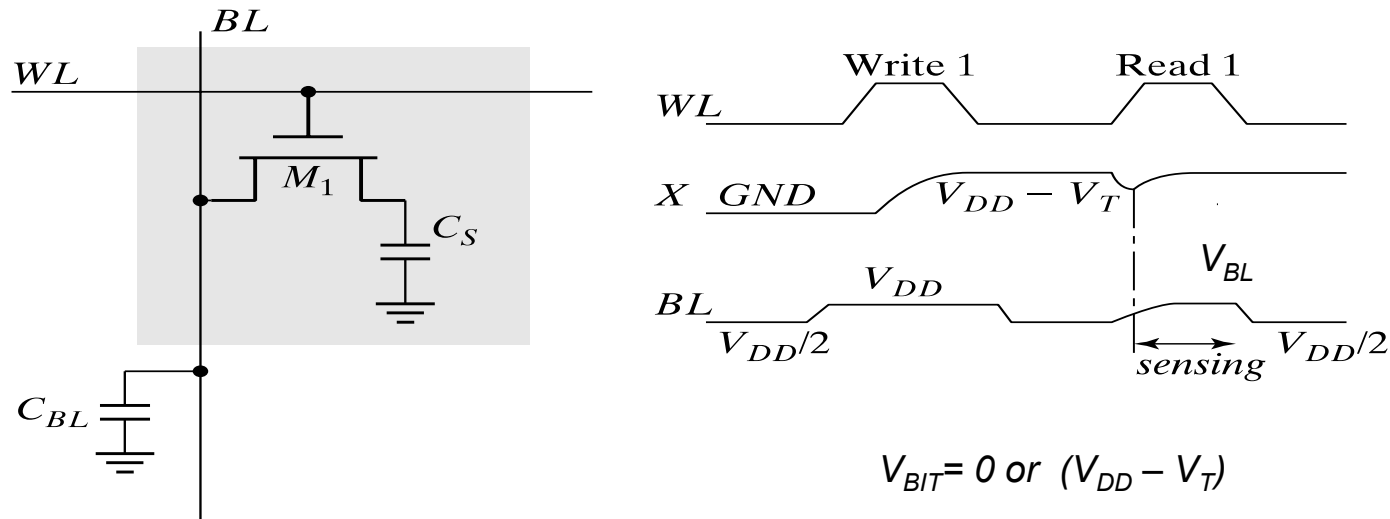 BL
WL
M1
CS
CBL
Write 1 Read 1
WL
X GND VDD − VT
VBL
VDD
BL
VDD/2 VDD/2
sensing
VBIT= 0 or (VDD – VT)